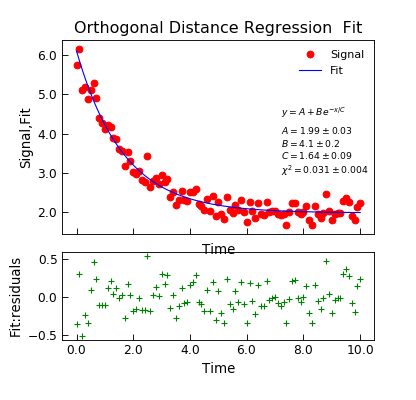 Orthogonal Distance Regression  Fit
6.0
5.0
4.0
3.0
2.0
Signal,Fit
Signal
Fit
y = A + Be^{-x/C}
A = 1.99 ± 0.03
B = 4.1 ± 0.2
C = 1.64 ± 0.09
χ² = 0.031 ± 0.004
Time
0.5
0.0
−0.5
Fit:residuals
0.0 2.0 4.0 6.0 8.0 10.0
Time